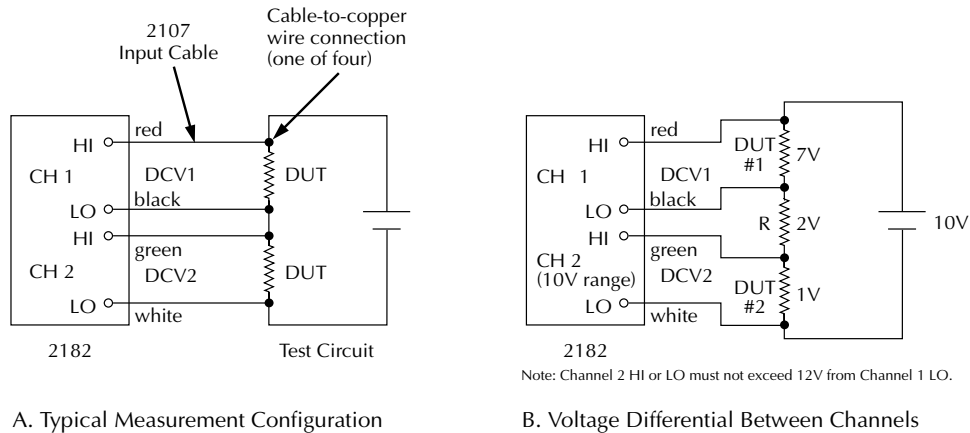 2107
Input Cable
Cable-to-copper
wire connection
(one of four)
HI
red
CH 1
DCV1
DUT
LO
black
HI
green
CH 2
DCV2
DUT
LO
white
2182
Test Circuit
A. Typical Measurement Configuration
HI
red
DUT
#1
7V
CH 1
DCV1
LO
black
R
2V
10V
HI
green
CH 2
(10V range)
DCV2
DUT
#2
1V
LO
white
2182
Note: Channel 2 HI or LO must not exceed 12V from Channel 1 LO.
B. Voltage Differential Between Channels